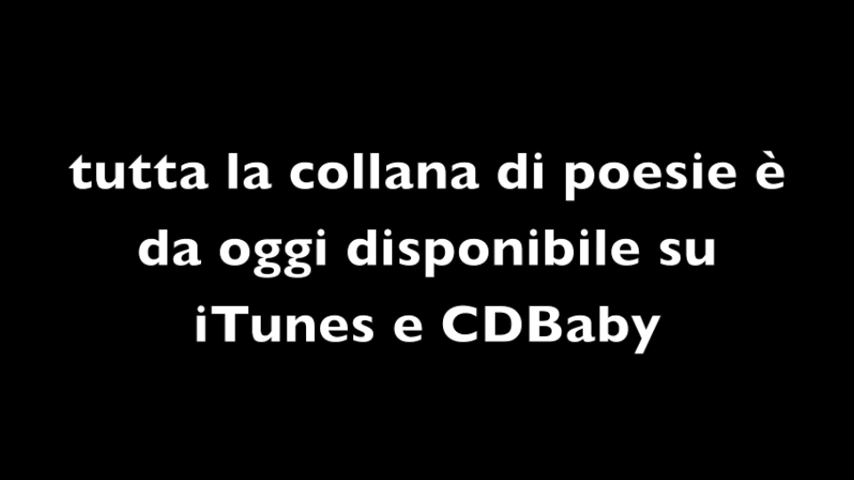 tutta la collana di poesie è
da oggi disponibile su
iTunes e CDBaby